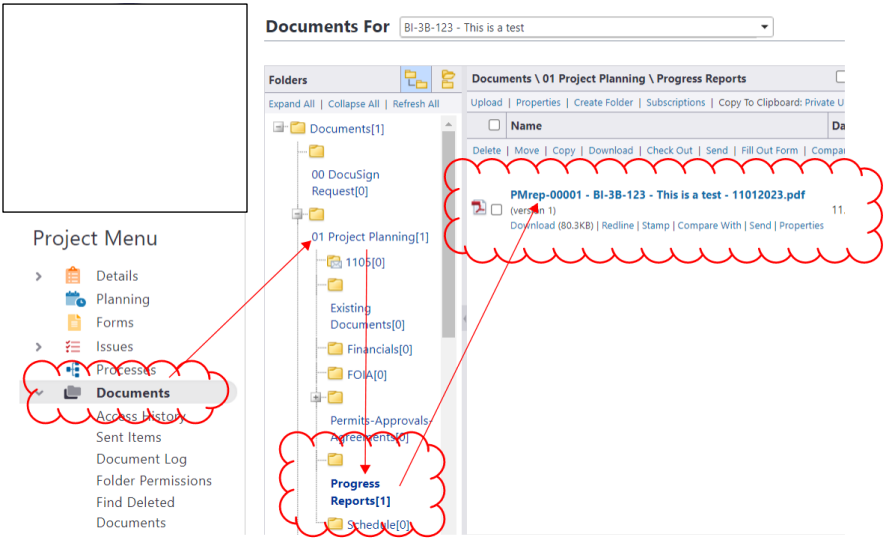 Documents For BI-3B-123 - This is a test
Project Menu
Details
Planning
Forms
Issues
Processes
Documents
Access History
Sent Items
Document Log
Folder Permissions
Find Deleted
Documents
Folders
Expand All | Collapse All | Refresh All
Documents[1]
00 DocuSign
Request[0]
01 Project Planning[1]
1105[0]
Existing
Documents[0]
Financials[0]
FOIA[0]
Permits-Approvals-
Agreements[0]
Progress
Reports[1]
Schedule[0]
Documents \ 01 Project Planning \ Progress Reports
Upload | Properties | Create Folder | Subscriptions | Copy To Clipboard: Private U
Name Da
Delete | Move | Copy | Download | Check Out | Send | Fill Out Form | Compa
PMrep-00001 - BI-3B-123 - This is a test - 11012023.pdf
(version 1) 11.
Download (80.3KB) | Redline | Stamp | Compare With | Send | Properties